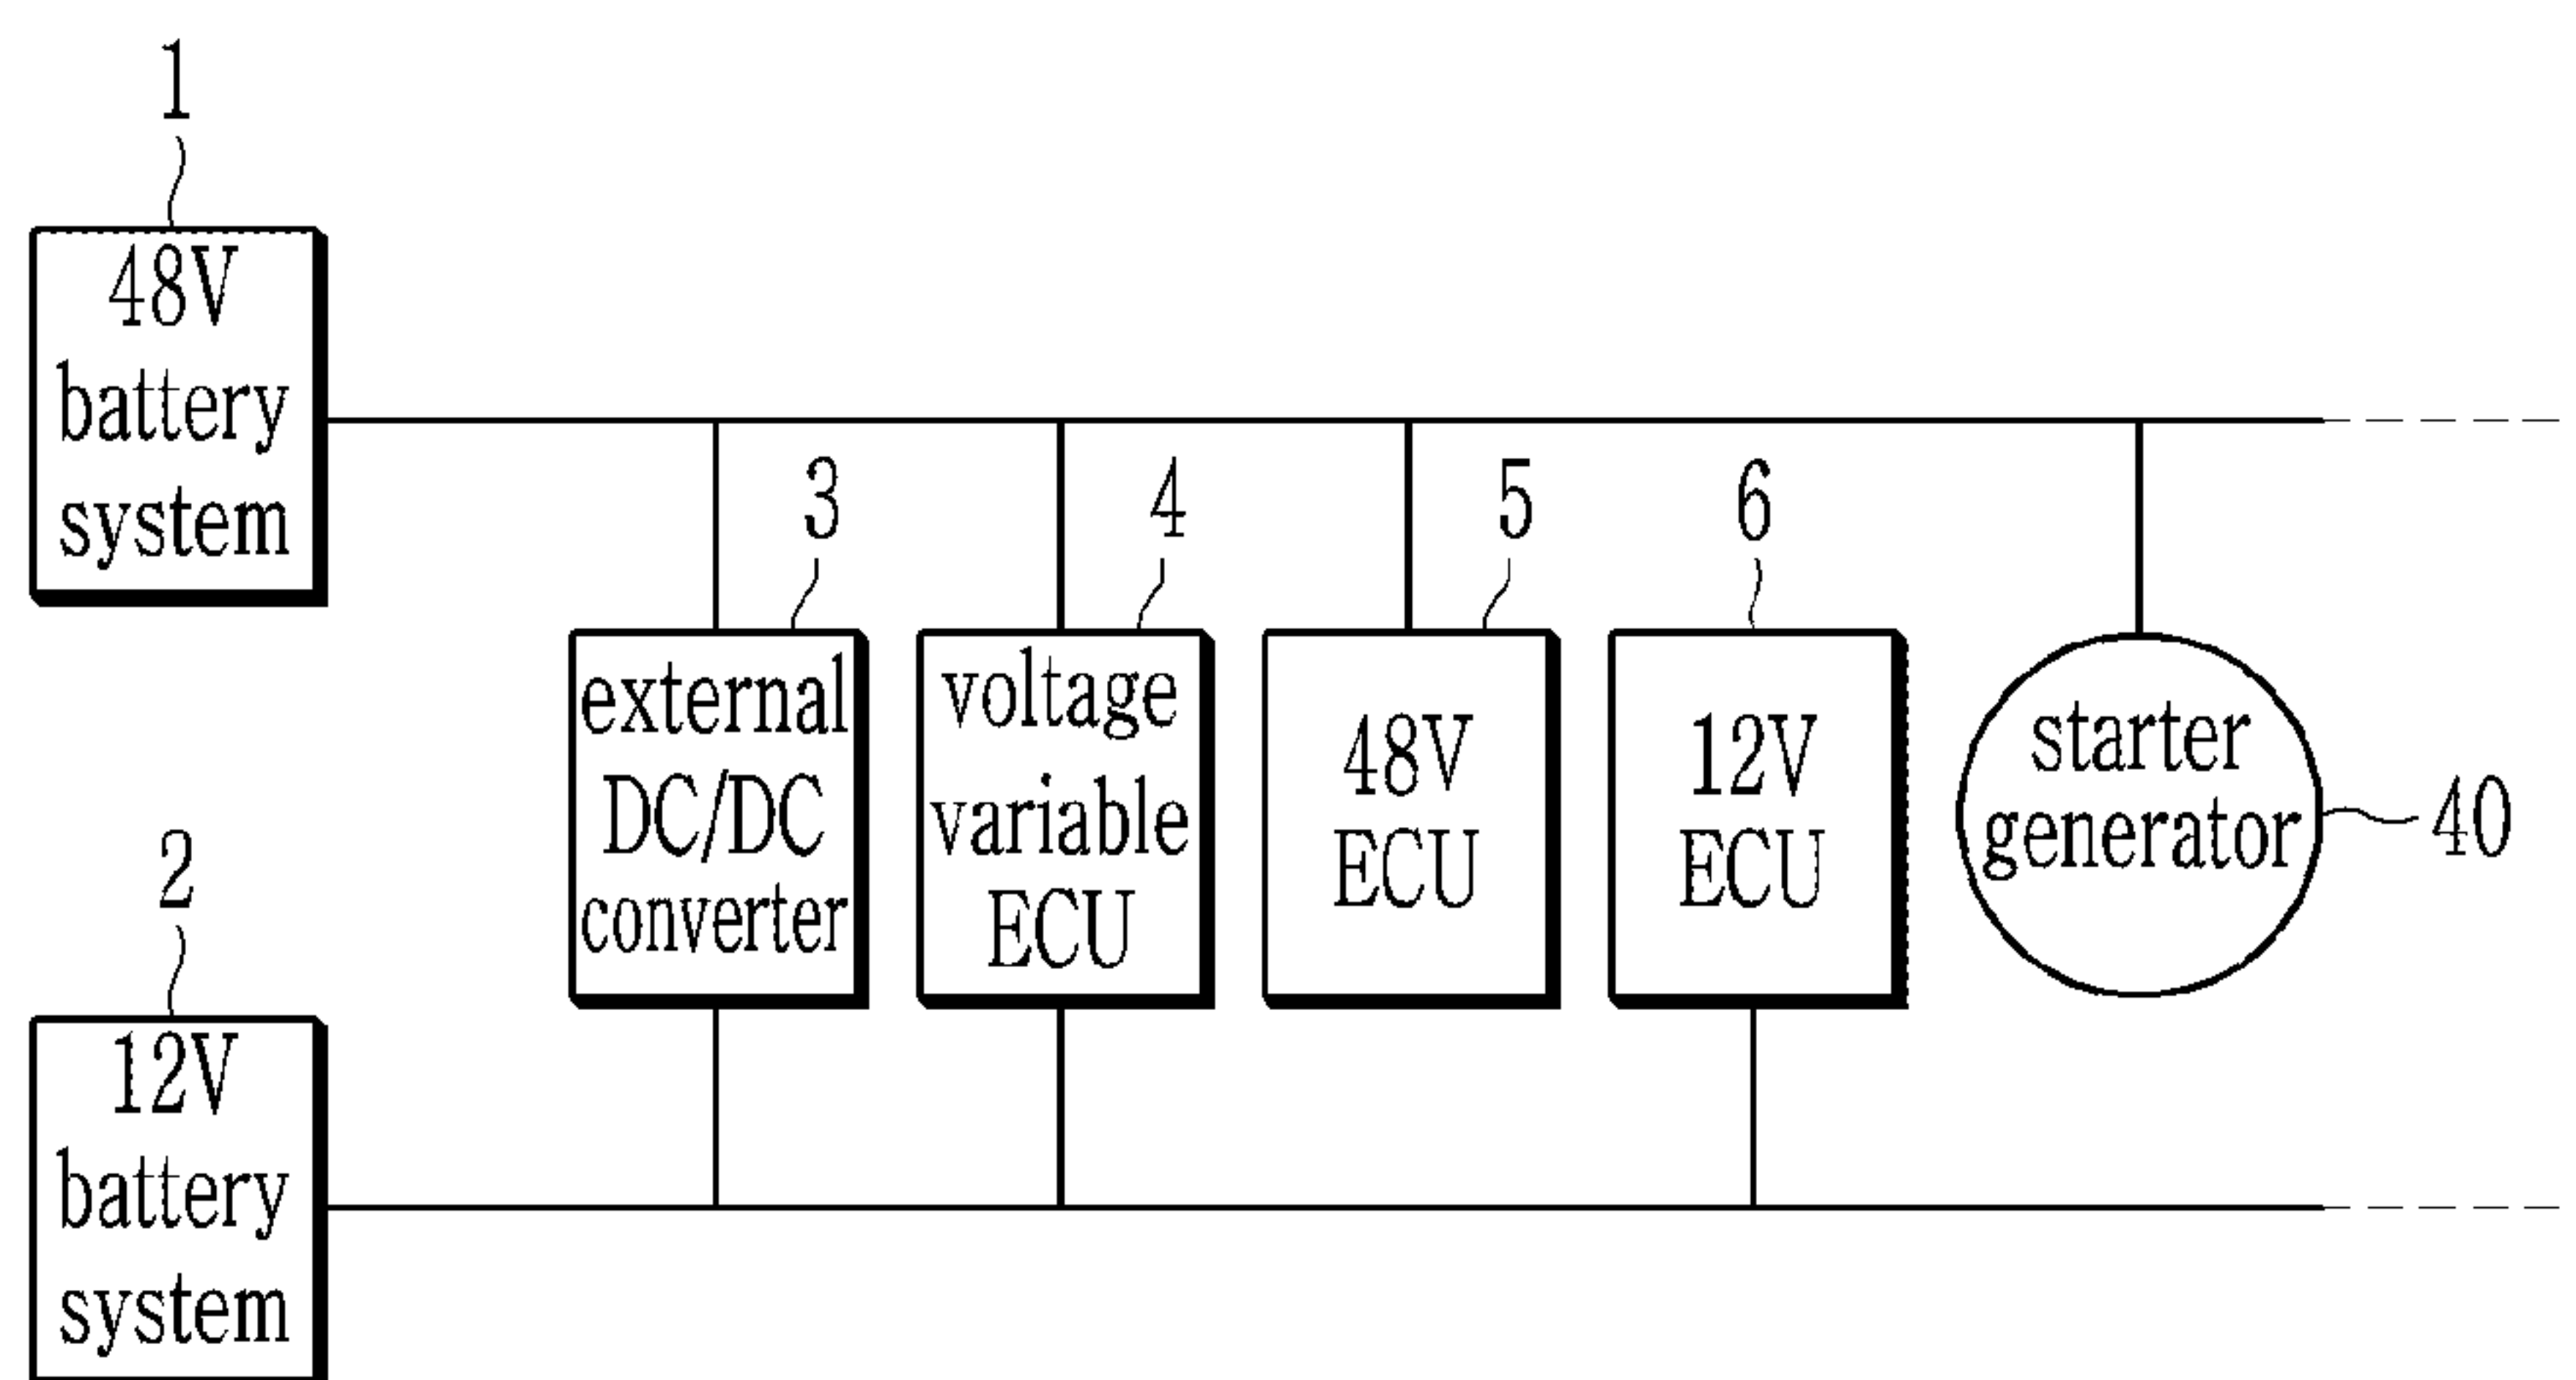 1
48V
battery
system
3
4
5
6
external
DC/DC
converter
voltage
variable
ECU
48V
ECU
12V
ECU
starter
generator
40
2
12V
battery
system